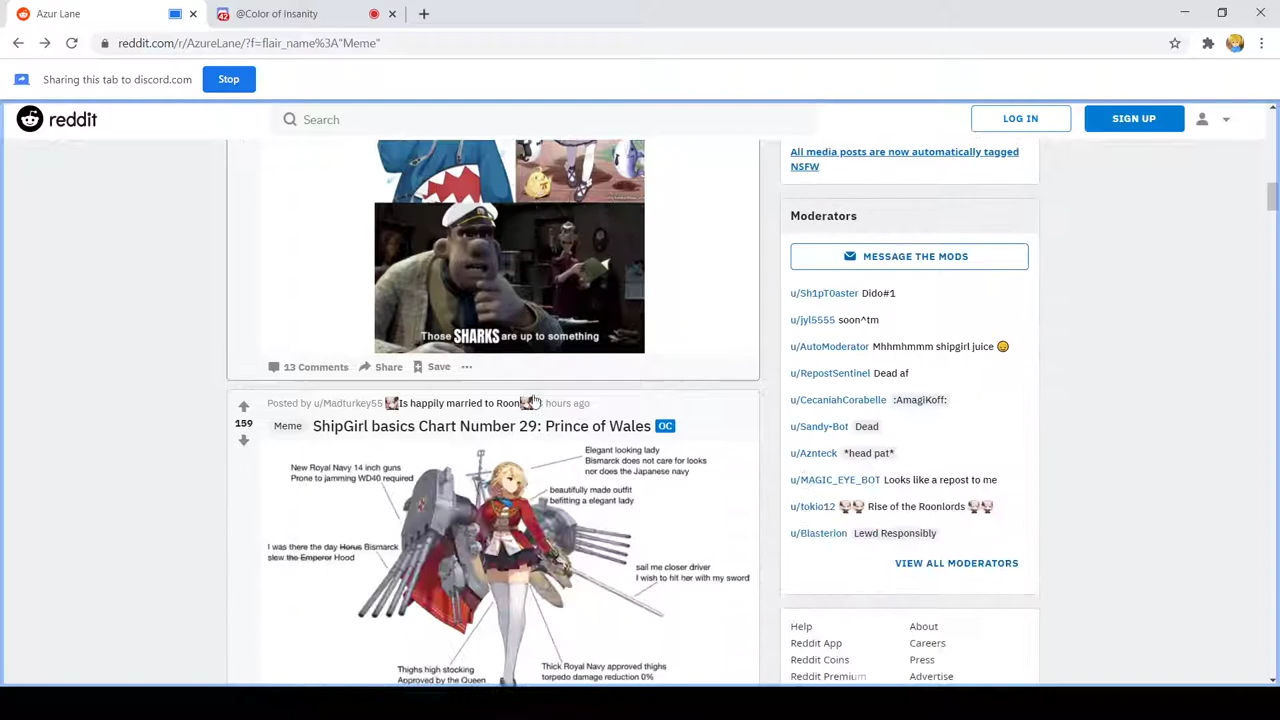 Azur Lane
@Color of Insanity
reddit.com/r/AzureLane/?f=flair_name%3A"Meme"
Sharing this tab to discord.com
Stop
reddit
Search
LOG IN
SIGN UP
Those SHARKS are up to something
13 Comments
Share
Save
Posted by u/Madturkey55 Is happily married to Roon hours ago
159
Meme
ShipGirl basics Chart Number 29: Prince of Wales OC
New Royal Navy 14 inch guns
Prone to jamming WD40 required
Elegant looking lady
Bismarck does not care for looks
nor does the Japanese navy
beautifully made outfit
befitting a elegant lady
I was there the day Horus Bismarck
slew the Emperor Hood
sail me closer driver
I wish to hit her with my sword
Thighs high stocking
Approved by the Queen
Thick Royal Navy approved thighs
torpedo damage reduction 0%
All media posts are now automatically tagged
NSFW
Moderators
MESSAGE THE MODS
u/Sh1pT0aster Dido#1
u/jyl5555 soon^tm
u/AutoModerator Mhhmhmmm shipgirl juice 😔
u/RepostSentinel Dead af
u/CecaniahCorabelle :AmagiKoff:
u/Sandy-Bot Dead
u/Aznteck *head pat*
u/MAGIC_EYE_BOT Looks like a repost to me
u/tokio12 Rise of the Roonlords
u/Blasterion Lewd Responsibly
VIEW ALL MODERATORS
Help
About
Reddit App
Careers
Reddit Coins
Press
Reddit Premium
Advertise